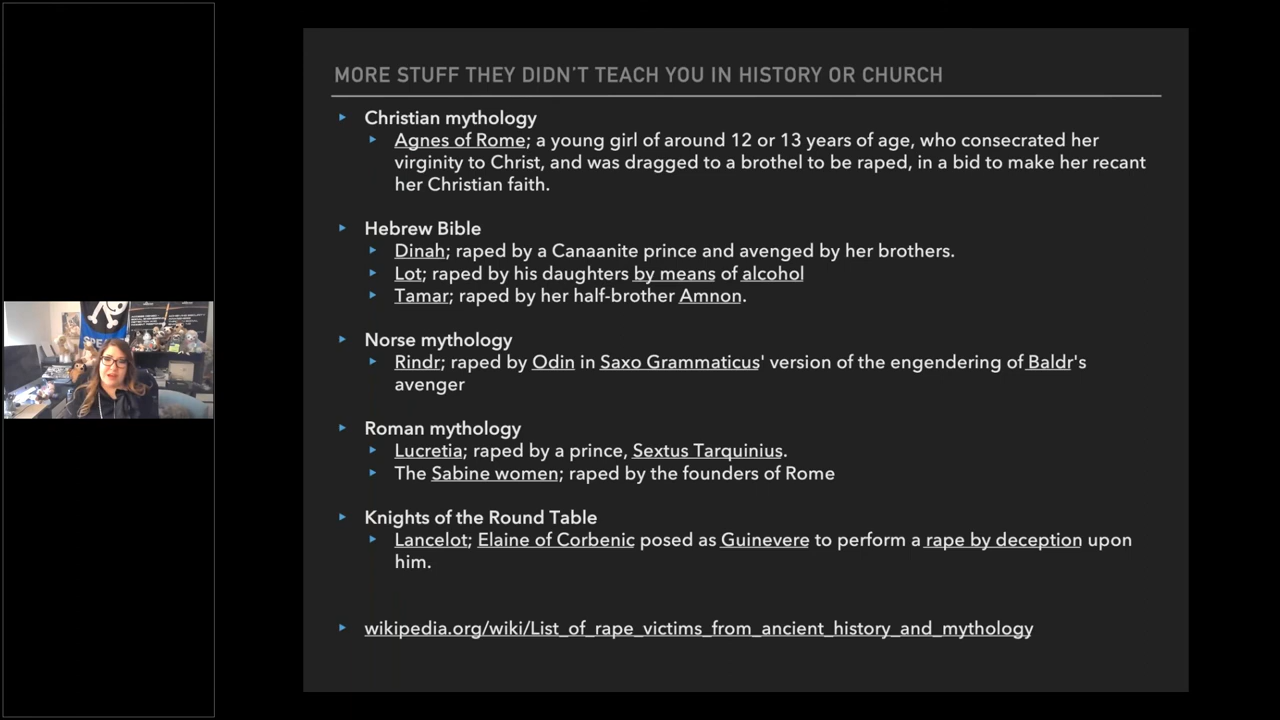 MORE STUFF THEY DIDN'T TEACH YOU IN HISTORY OR CHURCH
Christian mythology
Agnes of Rome; a young girl of around 12 or 13 years of age, who consecrated her
virginity to Christ, and was dragged to a brothel to be raped, in a bid to make her recant
her Christian faith.
Hebrew Bible
Dinah; raped by a Canaanite prince and avenged by her brothers.
Lot; raped by his daughters by means of alcohol
Tamar; raped by her half-brother Amnon.
Norse mythology
Rindr; raped by Odin in Saxo Grammaticus' version of the engendering of Baldr's
avenger
Roman mythology
Lucretia; raped by a prince, Sextus Tarquinius.
The Sabine women; raped by the founders of Rome
Knights of the Round Table
Lancelot; Elaine of Corbenic posed as Guinevere to perform a rape by deception upon
him.
wikipedia.org/wiki/List_of_rape_victims_from_ancient_history_and_mythology